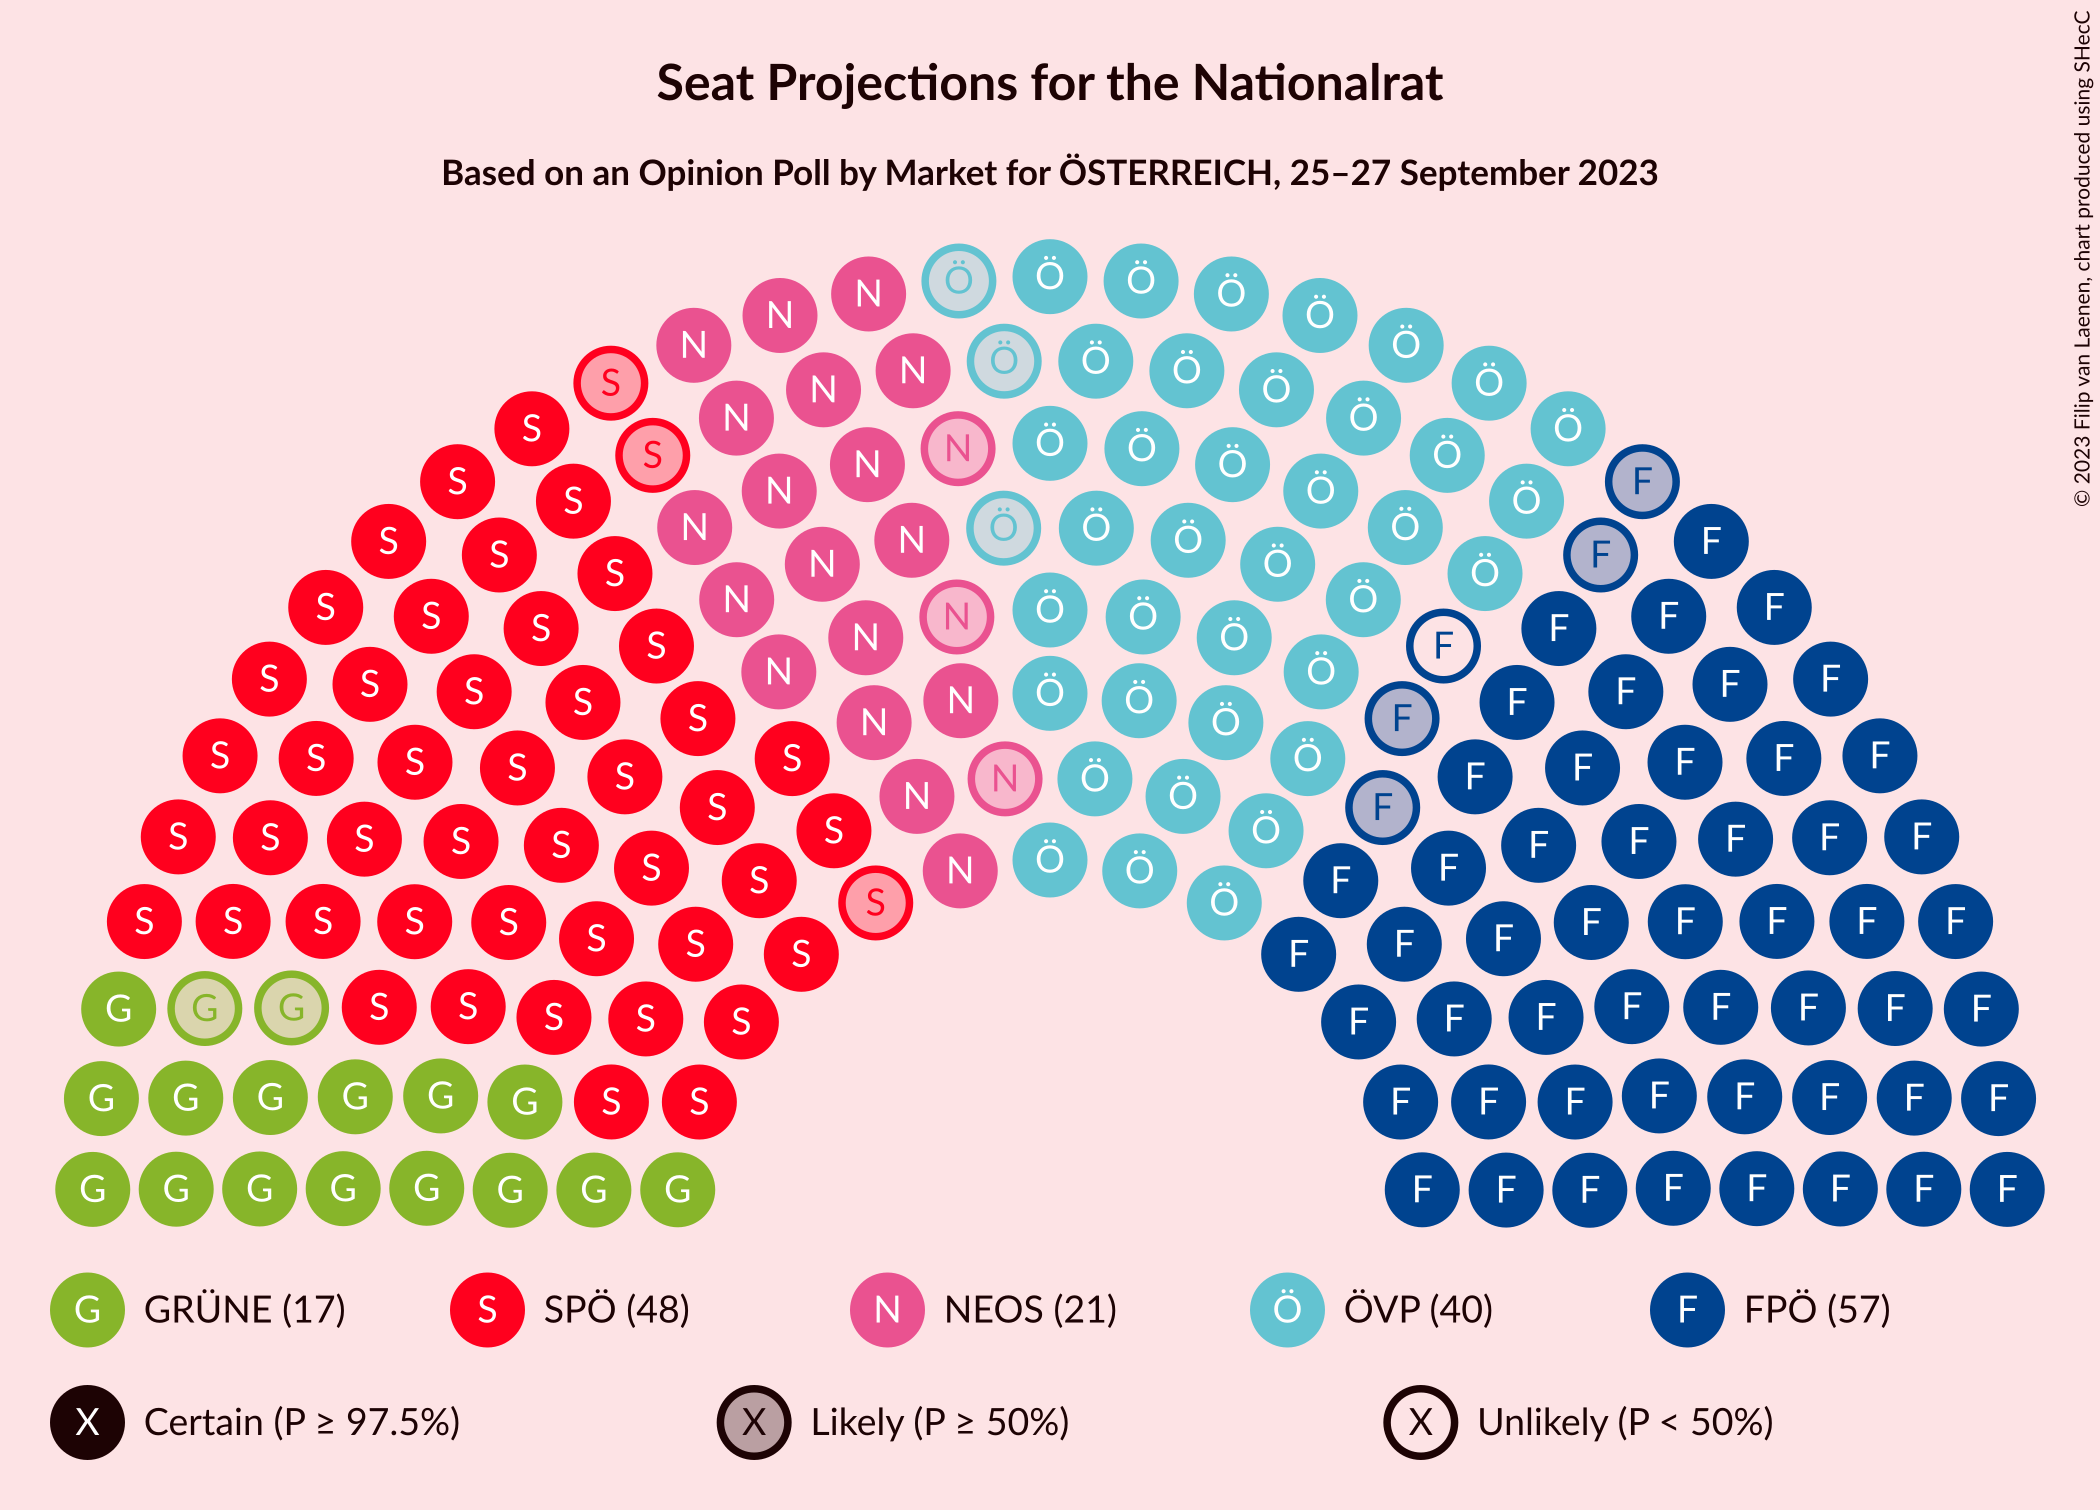 Seat Projections for the Nationalrat
Based on an Opinion Poll by Market for ÖSTERREICH, 25–27 September 2023
© 2023 Filip van Laenen, chart produced using SHecC
Ö Ö Ö Ö Ö Ö Ö Ö
N N N
S S S S S S S S S S
F F F F F F F F
Ö Ö Ö Ö Ö Ö Ö
N N N
G GRÜNE (17)
S SPÖ (48)
N NEOS (21)
Ö ÖVP (40)
F FPÖ (57)
X Certain (P ≥ 97.5%)
X Likely (P ≥ 50%)
X Unlikely (P < 50%)